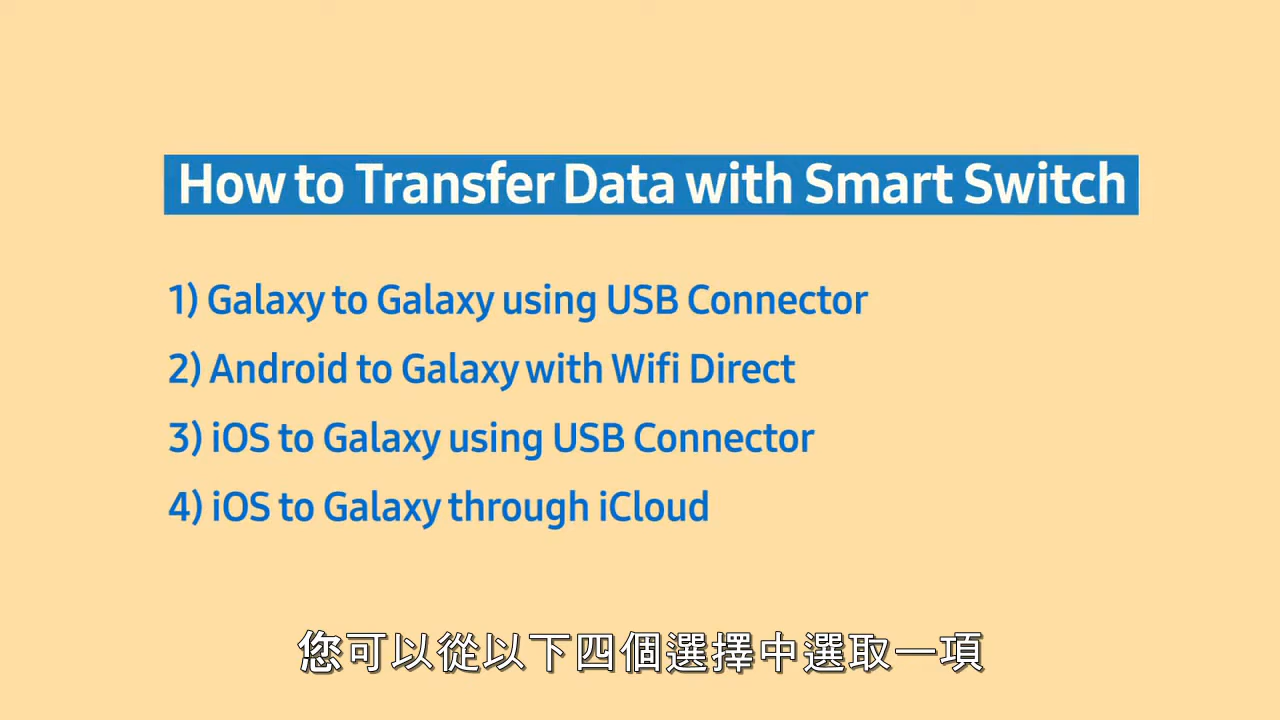 How to Transfer Data with Smart Switch
1) Galaxy to Galaxy using USB Connector
2) Android to Galaxy with Wifi Direct
3) iOS to Galaxy using USB Connector
4) iOS to Galaxy through iCloud
您可以從以下四個選擇中選取一項